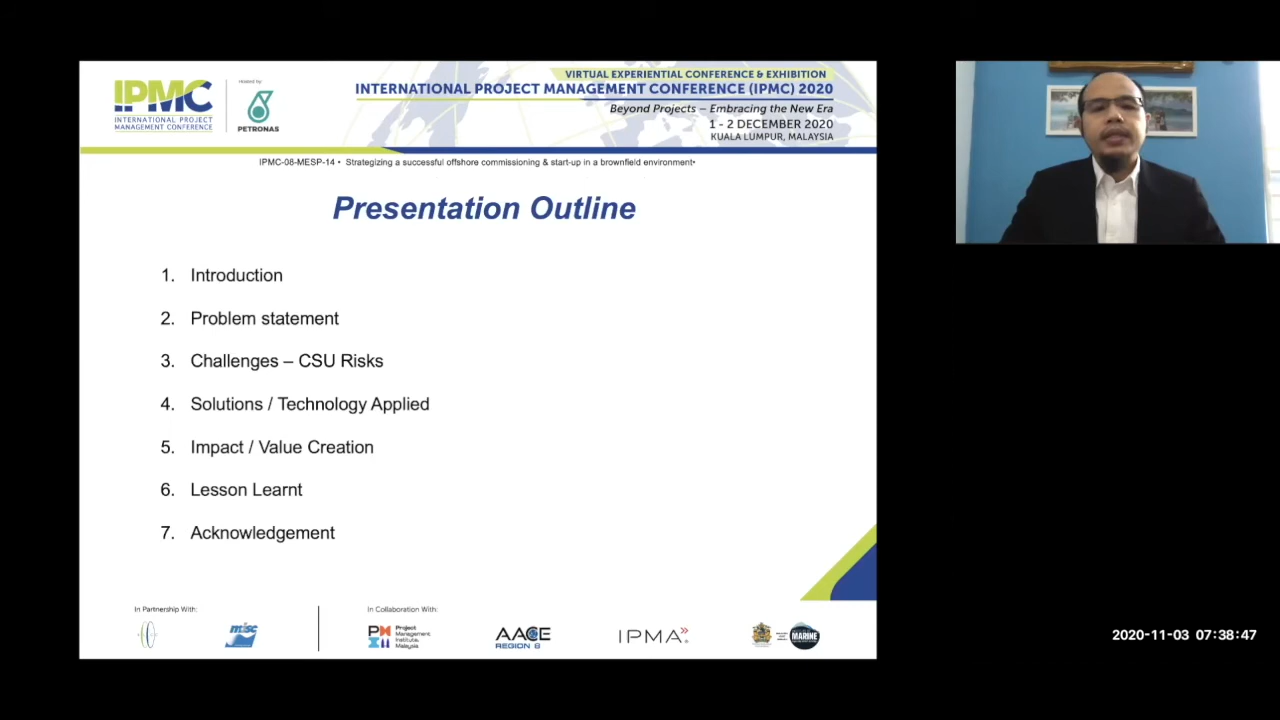 IPMC
INTERNATIONAL PROJECT
MANAGEMENT CONFERENCE
Hosted by:
PETRONAS
VIRTUAL EXPERIENTIAL CONFERENCE & EXHIBITION
INTERNATIONAL PROJECT MANAGEMENT CONFERENCE (IPMC) 2020
Beyond Projects – Embracing the New Era
1 - 2 DECEMBER 2020
KUALA LUMPUR, MALAYSIA
IPMC-08-MESP-14 • Strategizing a successful offshore commissioning & start-up in a brownfield environment•
Presentation Outline
1. Introduction
2. Problem statement
3. Challenges – CSU Risks
4. Solutions / Technology Applied
5. Impact / Value Creation
6. Lesson Learnt
7. Acknowledgement
In Partnership With:
misc
In Collaboration With:
Project
Management
Institute,
Malaysia
AACE
REGION 8
IPMA
MARINE
2020-11-03 07:38:47